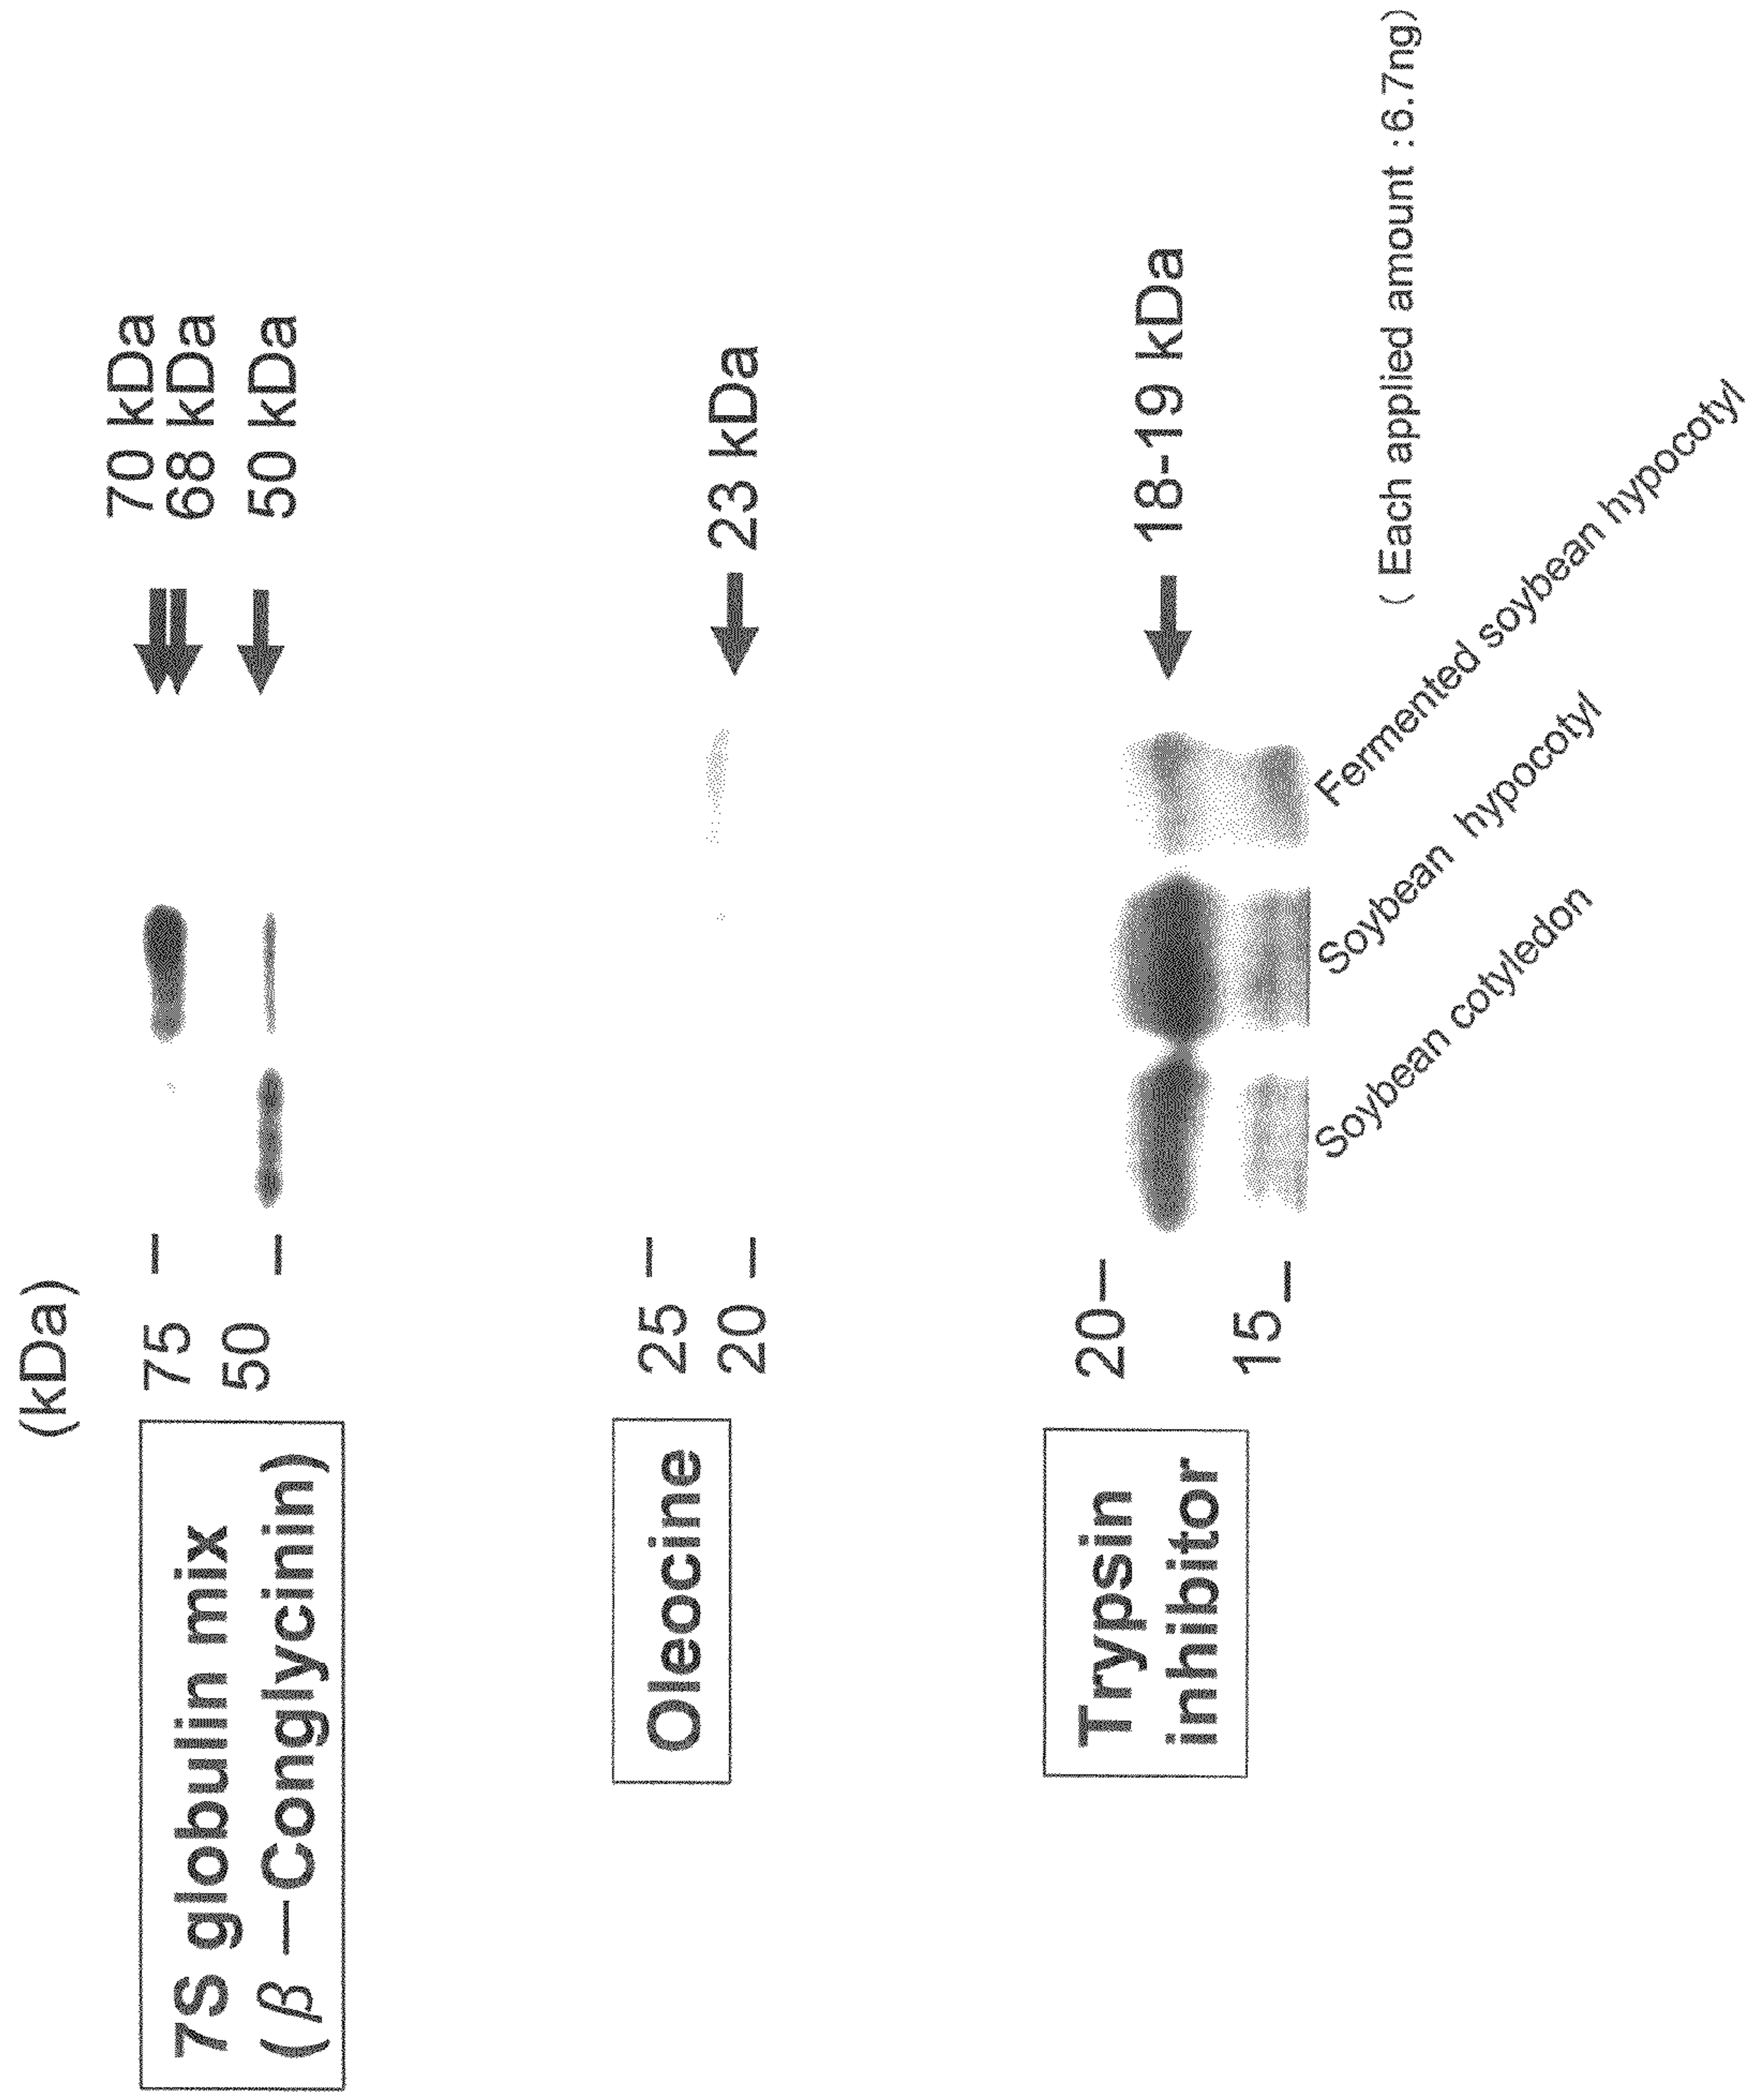 (kDa)
7S globulin mix
(β－Conglycinin)
75
50
70 kDa
68 kDa
50 kDa
Oleocine
25
20
23 kDa
Trypsin
inhibitor
20
15
18-19 kDa
Soybean cotyledon
Soybean hypocotyl
Fermented soybean hypocotyl
( Each applied amount :6.7ng)